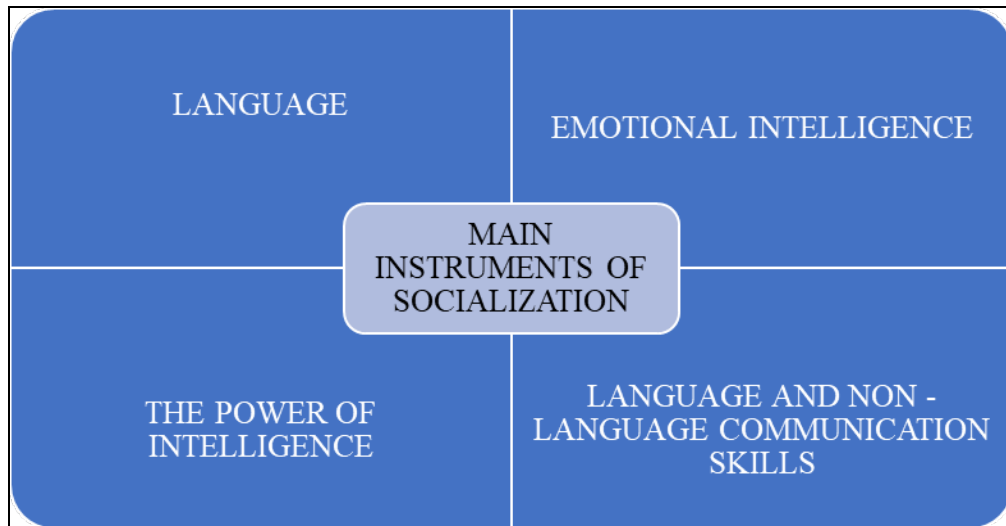 LANGUAGE
EMOTIONAL INTELLIGENCE
MAIN
INSTRUMENTS OF
SOCIALIZATION
THE POWER OF
INTELLIGENCE
LANGUAGE AND NON -
LANGUAGE COMMUNICATION
SKILLS